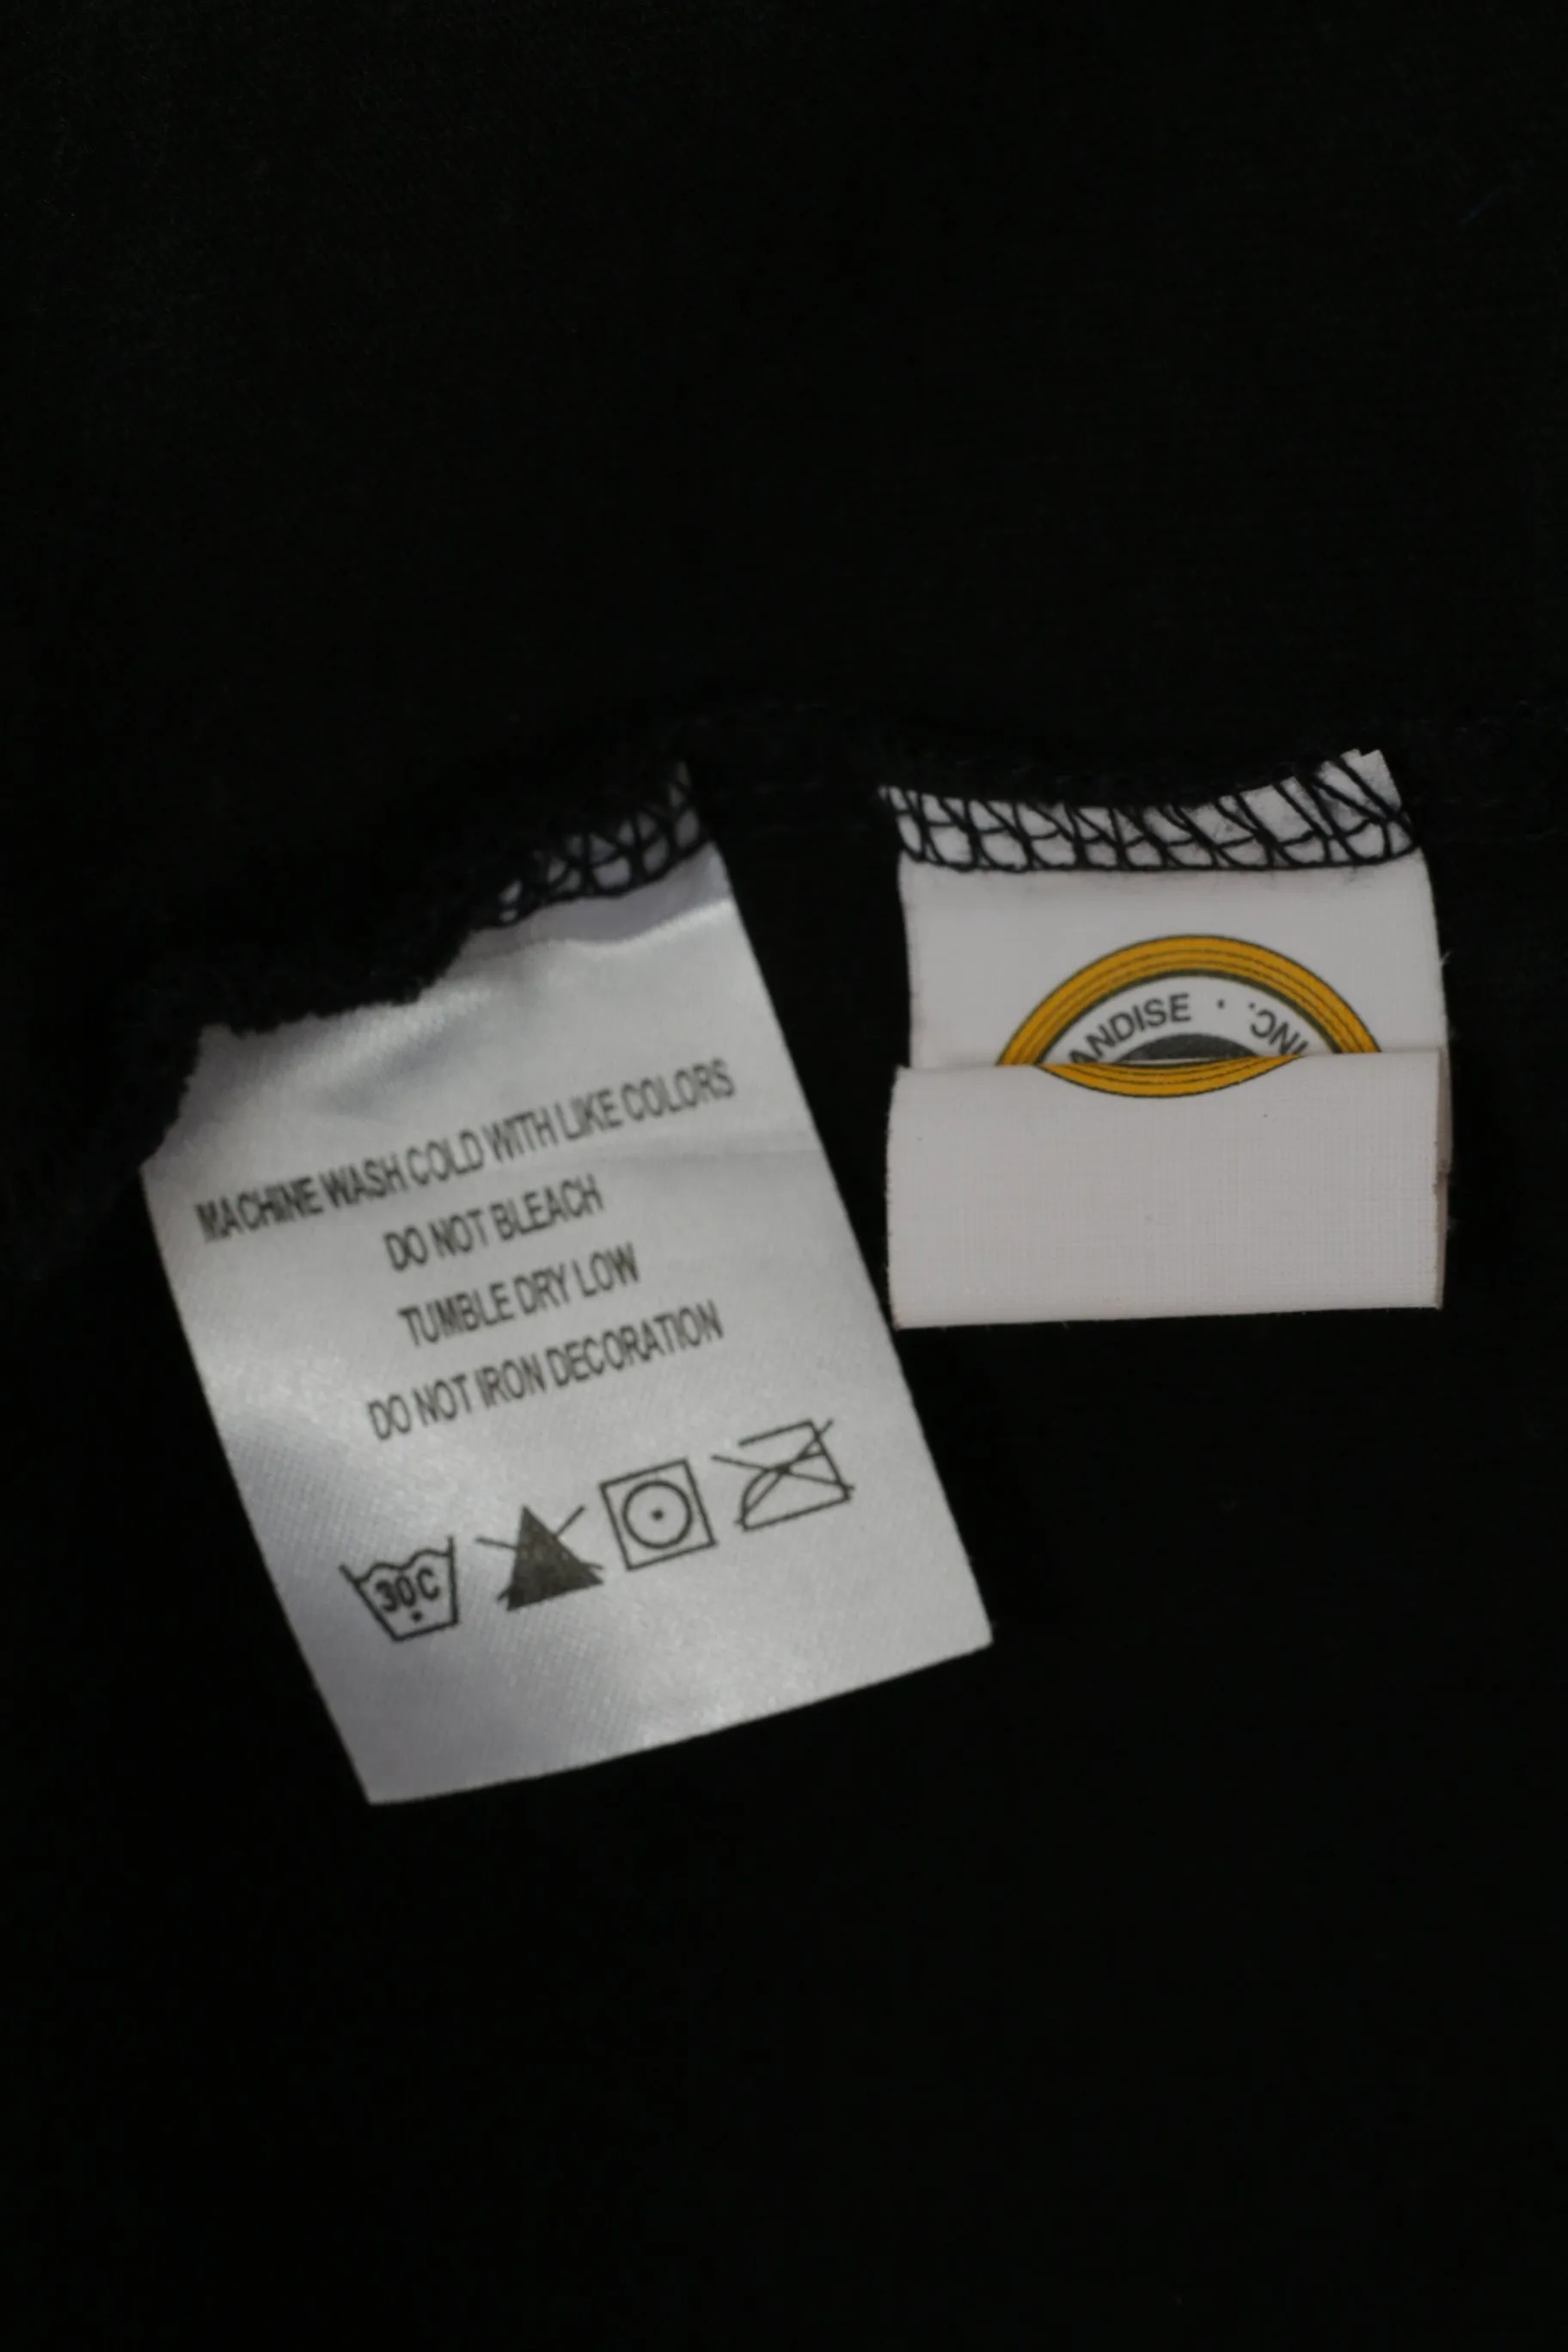 MACHINE WASH COLD WITH LIKE COLORS
DO NOT BLEACH
TUMBLE DRY LOW
DO NOT IRON DECORATION
30C
ANDISE · INC.